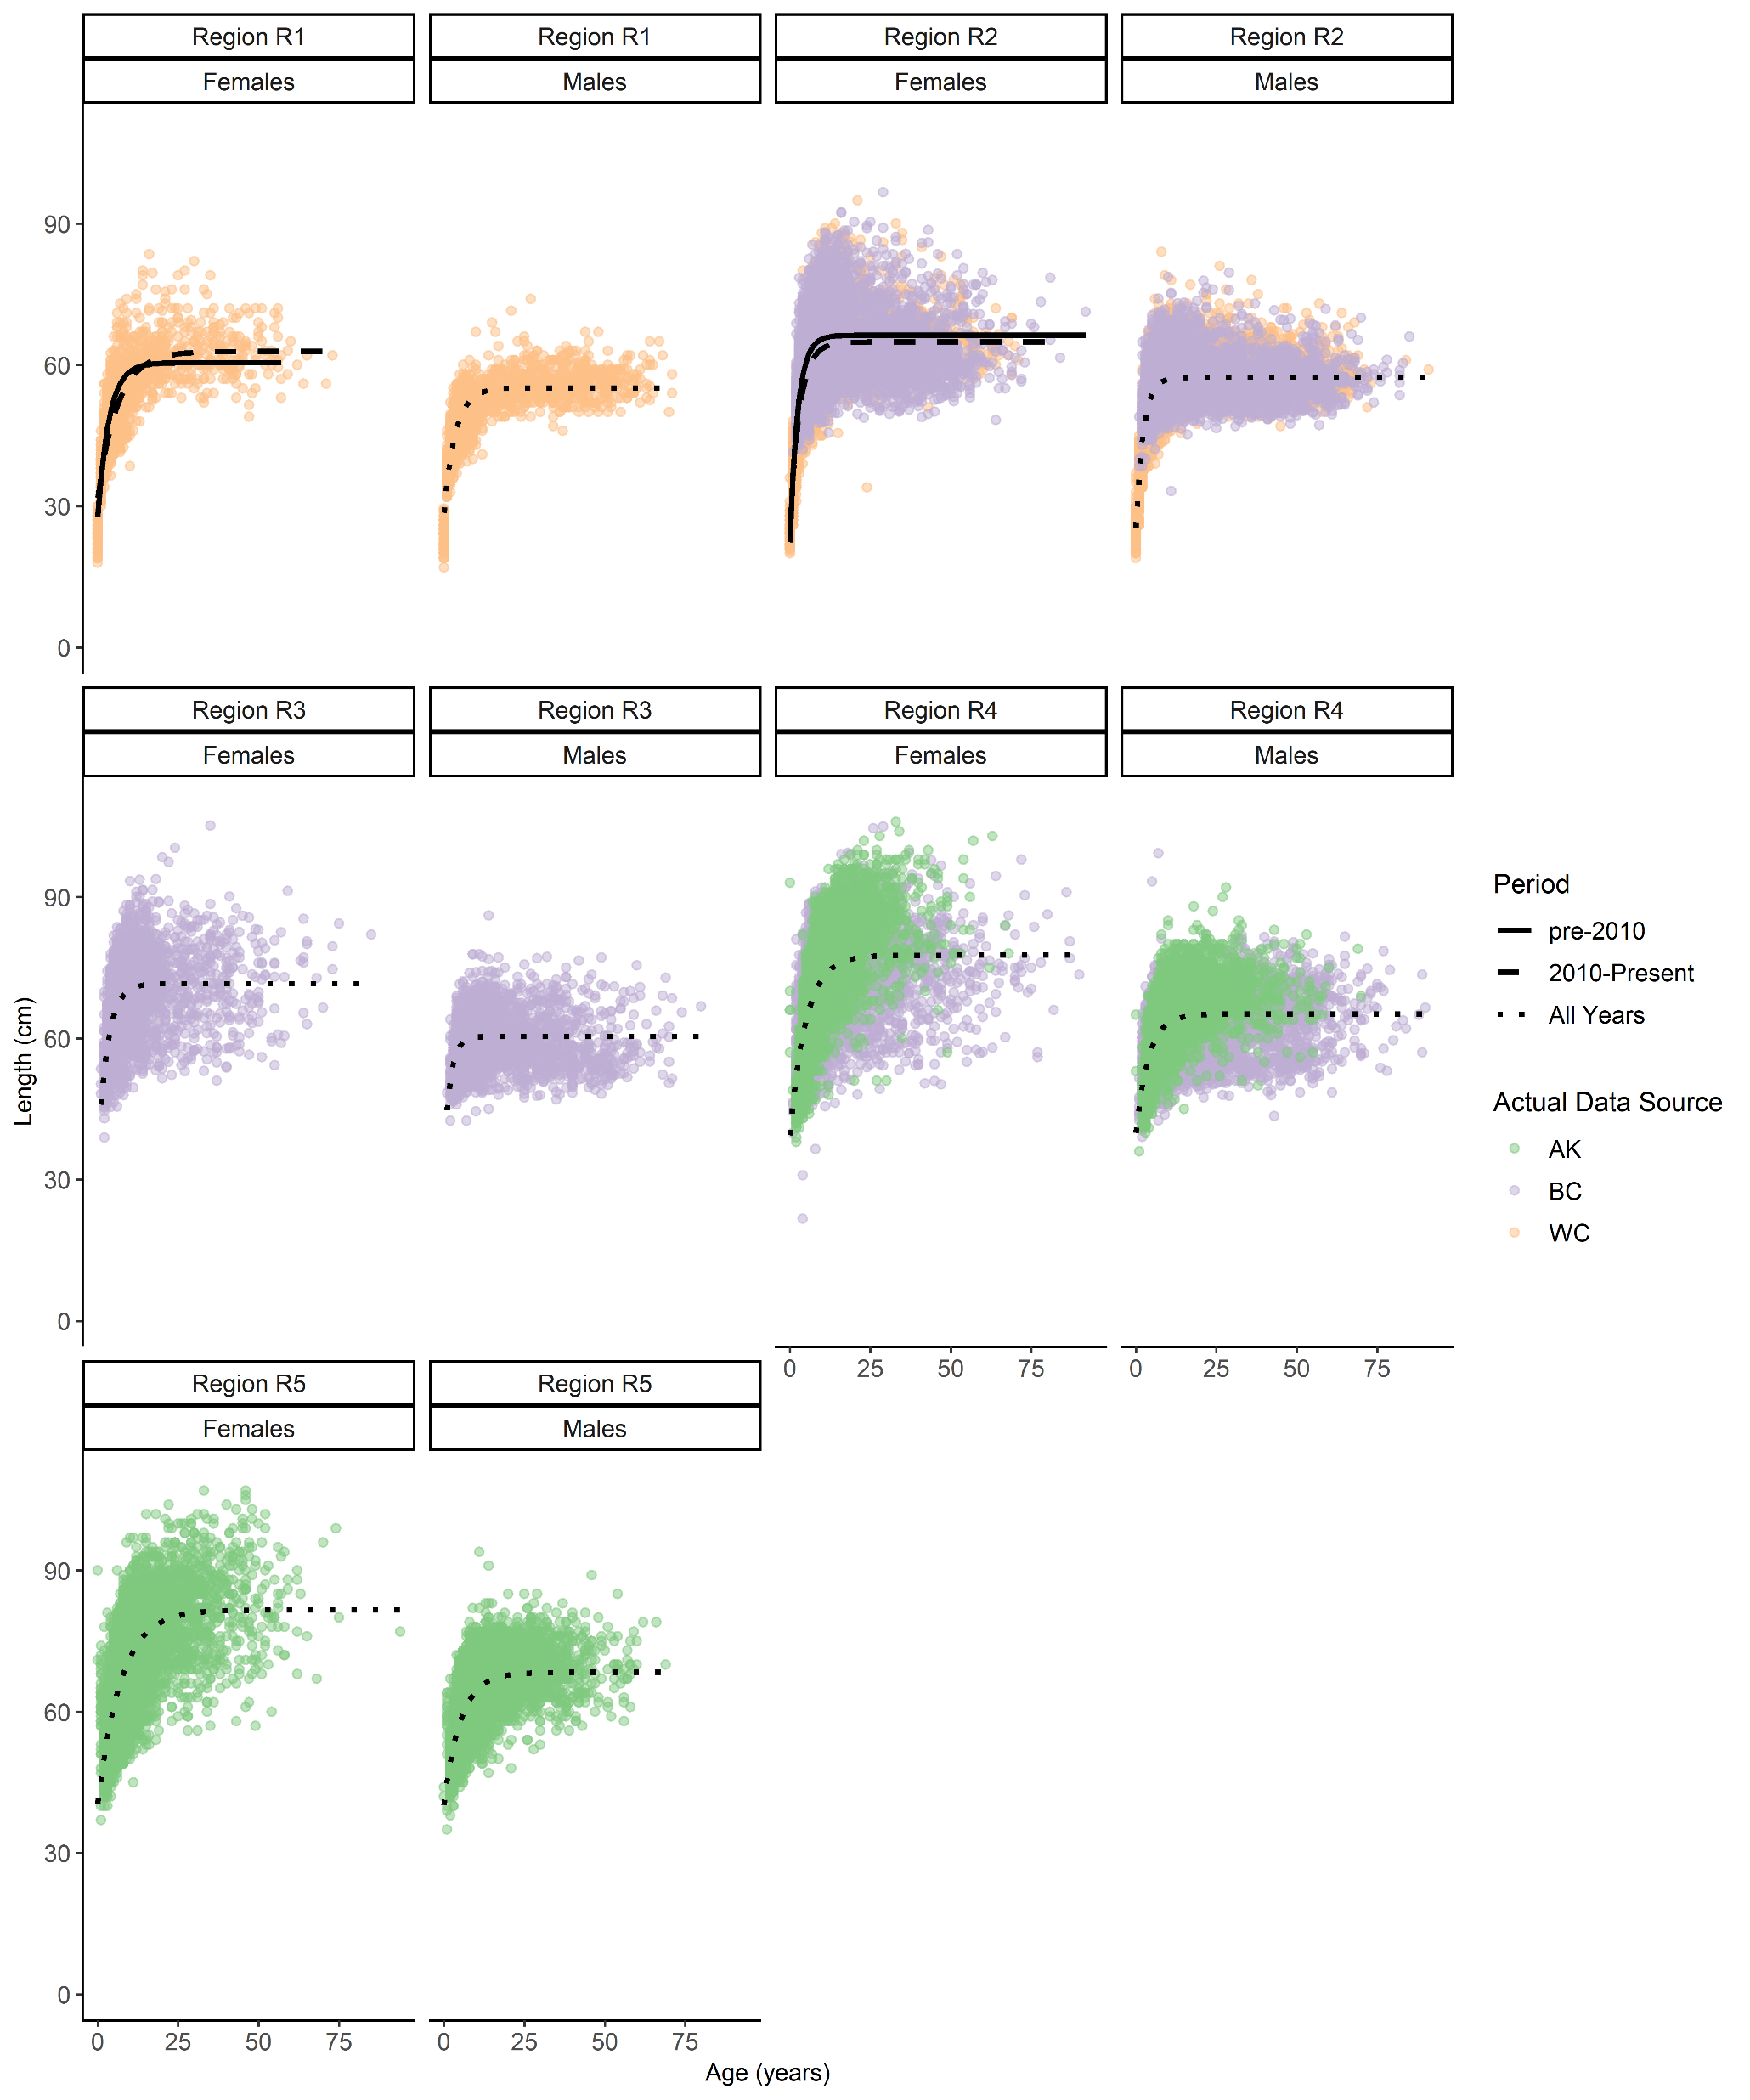 Region R1
Region R1
Region R2
Region R2
Females
Males
Females
Males
90
60
30
0
Region R3
Region R3
Region R4
Region R4
Females
Males
Females
Males
90
60
30
0
0 25 50 75
0 25 50 75
Region R5
Region R5
Females
Males
90
60
30
0
0 25 50 75
0 25 50 75
Age (years)
Length (cm)
Period
pre-2010
2010-Present
All Years
Actual Data Source
AK
BC
WC